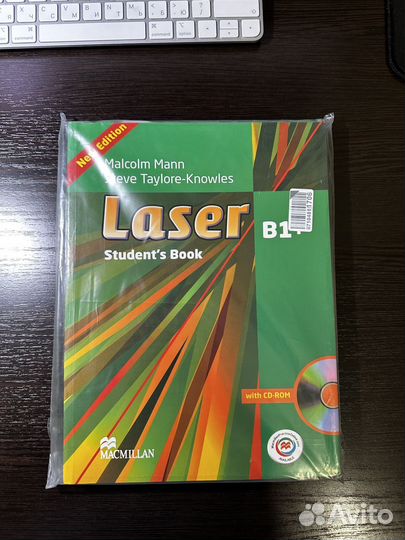 New Edition
Malcolm Mann
Steve Taylore-Knowles
Laser
B1+
Student's Book
with CD-ROM
MACMILLAN
Avito